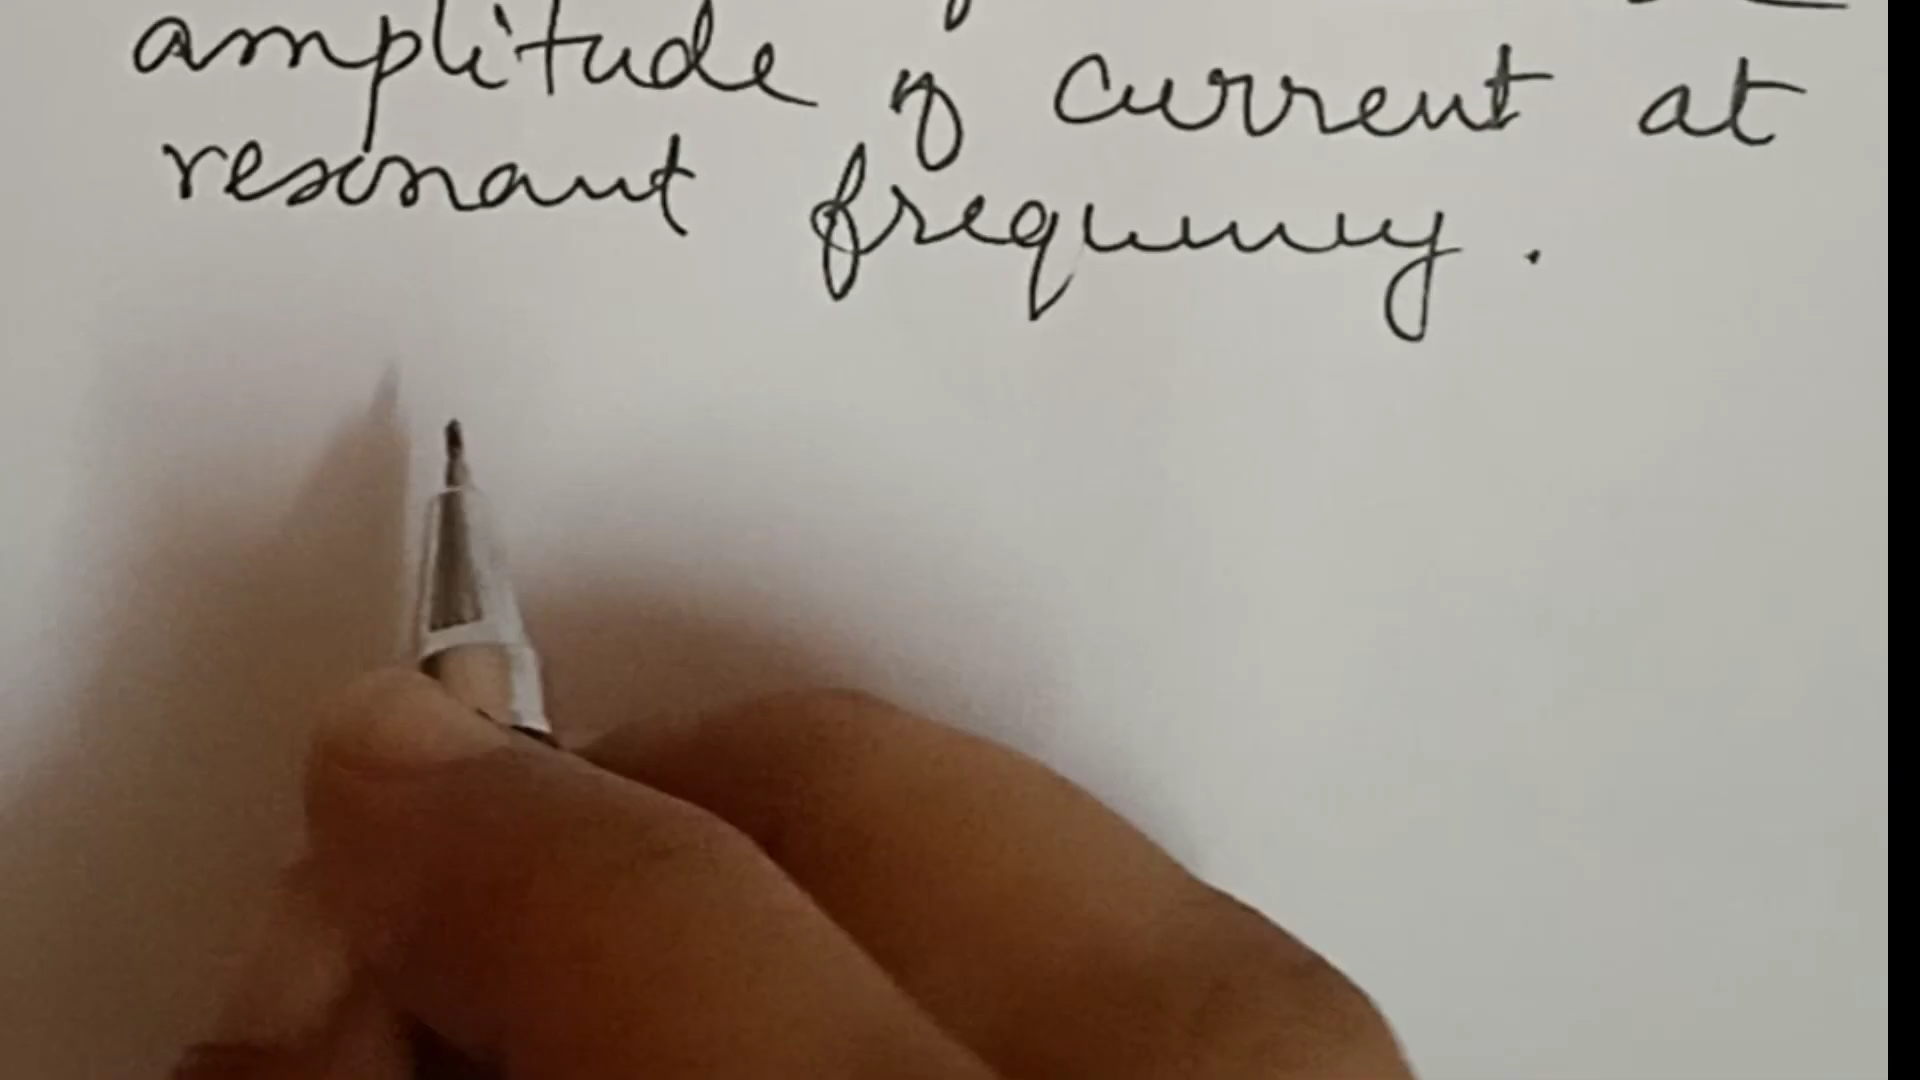 amplitude of current at
resonant frequency.